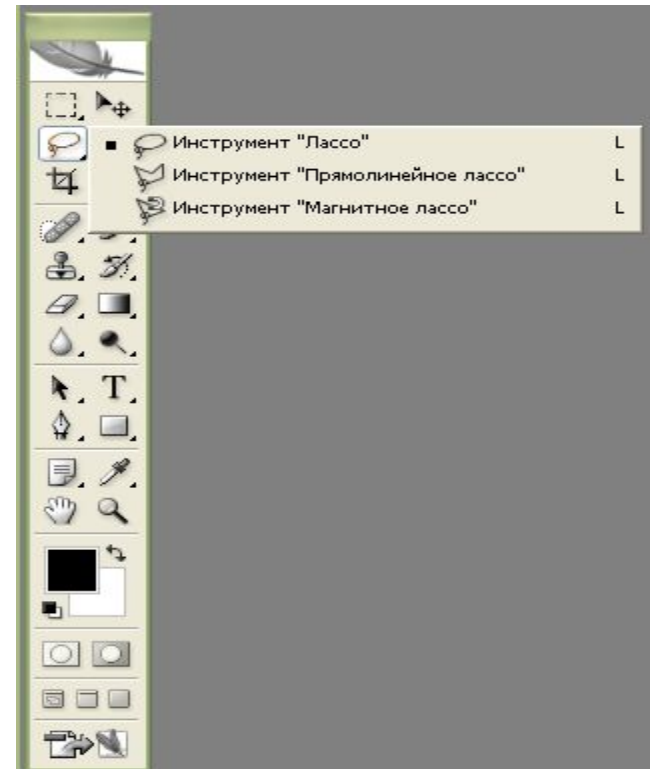 Инструмент "Лассо" L
Инструмент "Прямолинейное лассо" L
Инструмент "Магнитное лассо" L
T